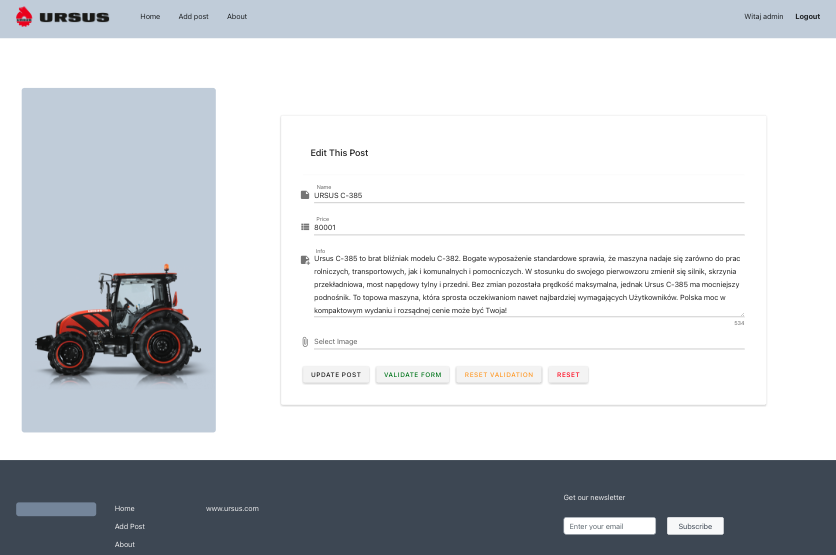 URSUS
Home Add post About
Witaj admin Logout
Edit This Post
Name
URSUS C-385
Price
80001
Info
Ursus C-385 to brat bliźniak modelu C-382. Bogate wyposażenie standardowe sprawia, że maszyna nadaje się zarówno do prac
rolniczych, transportowych, jak i komunalnych i pomocniczych. W stosunku do swojego pierwowzoru zmienił się silnik, skrzynia
przekładniowa, most napędowy tylny i przedni. Bez zmian pozostała prędkość maksymalna, jednak Ursus C-385 ma mocniejszy
podnośnik. To topowa maszyna, która sprosta oczekiwaniom nawet najbardziej wymagających Użytkowników. Polska moc w
kompaktowym wydaniu i rozsądnej cenie może być Twoja!
534
Select Image
UPDATE POST VALIDATE FORM RESET VALIDATION RESET
Home
Add Post
About
www.ursus.com
Get our newsletter
Enter your email Subscribe